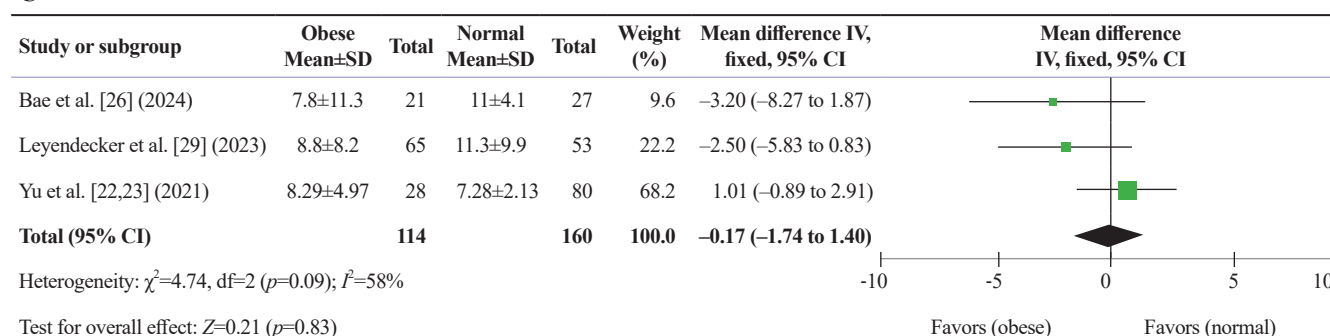 Study or subgroup Obese Mean±SD Total Normal Mean±SD Total Weight (%) Mean difference IV, fixed, 95% CI Mean difference IV, fixed, 95% CI
Bae et al. [26] (2024) 7.8±11.3 21 11±4.1 27 9.6 –3.20 (–8.27 to 1.87)
Leyendecker et al. [29] (2023) 8.8±8.2 65 11.3±9.9 53 22.2 –2.50 (–5.83 to 0.83)
Yu et al. [22,23] (2021) 8.29±4.97 28 7.28±2.13 80 68.2 1.01 (–0.89 to 2.91)
Total (95% CI) 114 160 100.0 –0.17 (–1.74 to 1.40)
Heterogeneity: χ²=4.74, df=2 (p=0.09); I²=58%
-10 -5 0 5 10
Test for overall effect: Z=0.21 (p=0.83)
Favors (obese) Favors (normal)